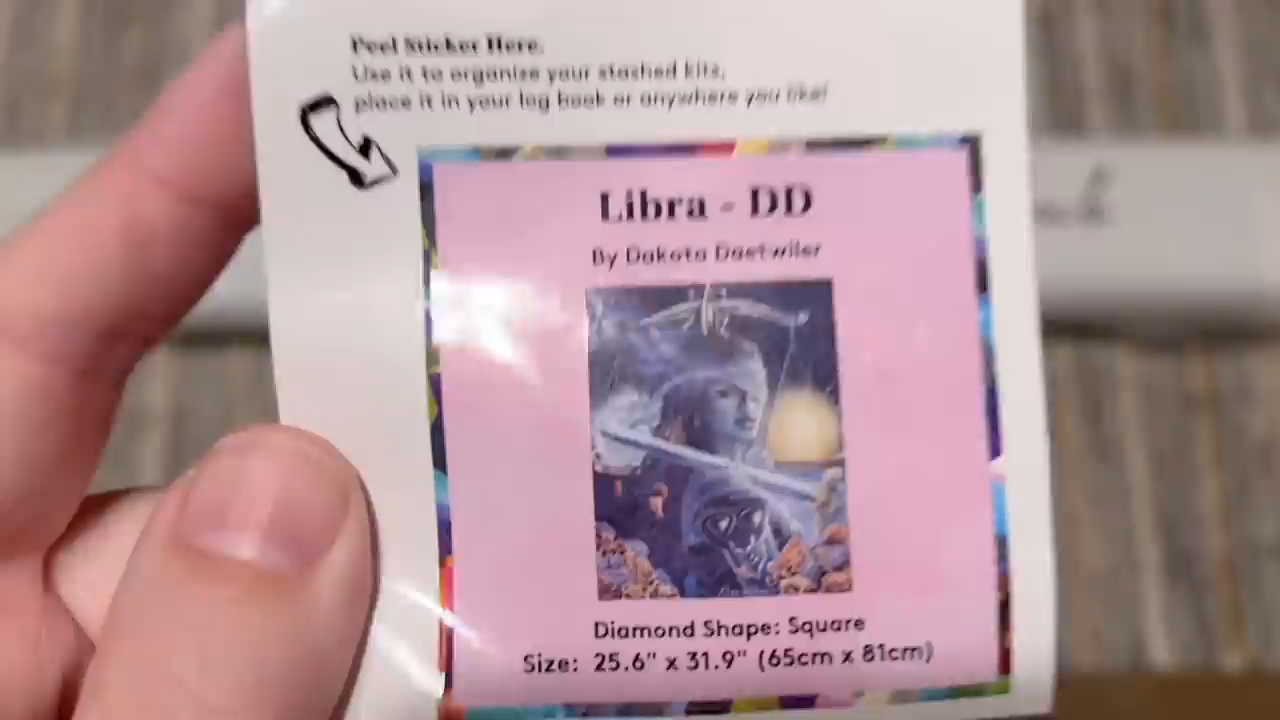 Peel Sticker Here.
Use it to organize your stashed kits,
place it in your log book or anywhere you like!
Libra - DD
By Dakota Daetwiler
Diamond Shape: Square
Size: 25.6" x 31.9" (65cm x 81cm)